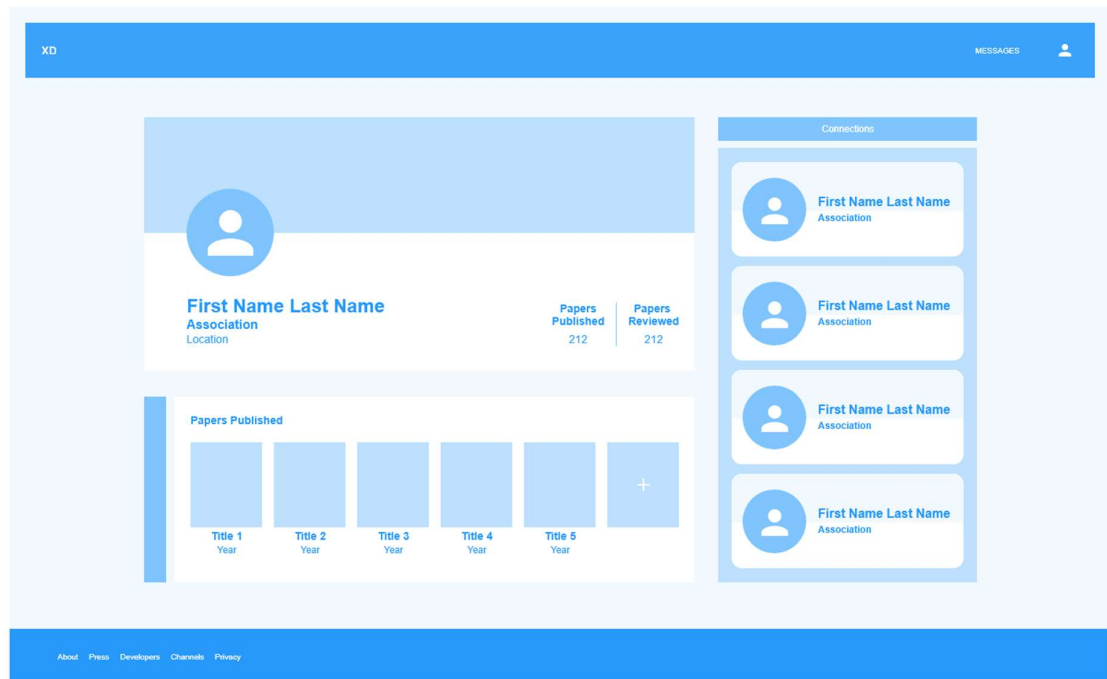 XD
MESSAGES
Connections
First Name Last Name
Association
Location
Papers
Published
212
Papers
Reviewed
212
Papers Published
Title 1
Year
Title 2
Year
Title 3
Year
Title 4
Year
Title 5
Year
+
First Name Last Name
Association
First Name Last Name
Association
First Name Last Name
Association
First Name Last Name
Association
About Press Developers Channels Privacy